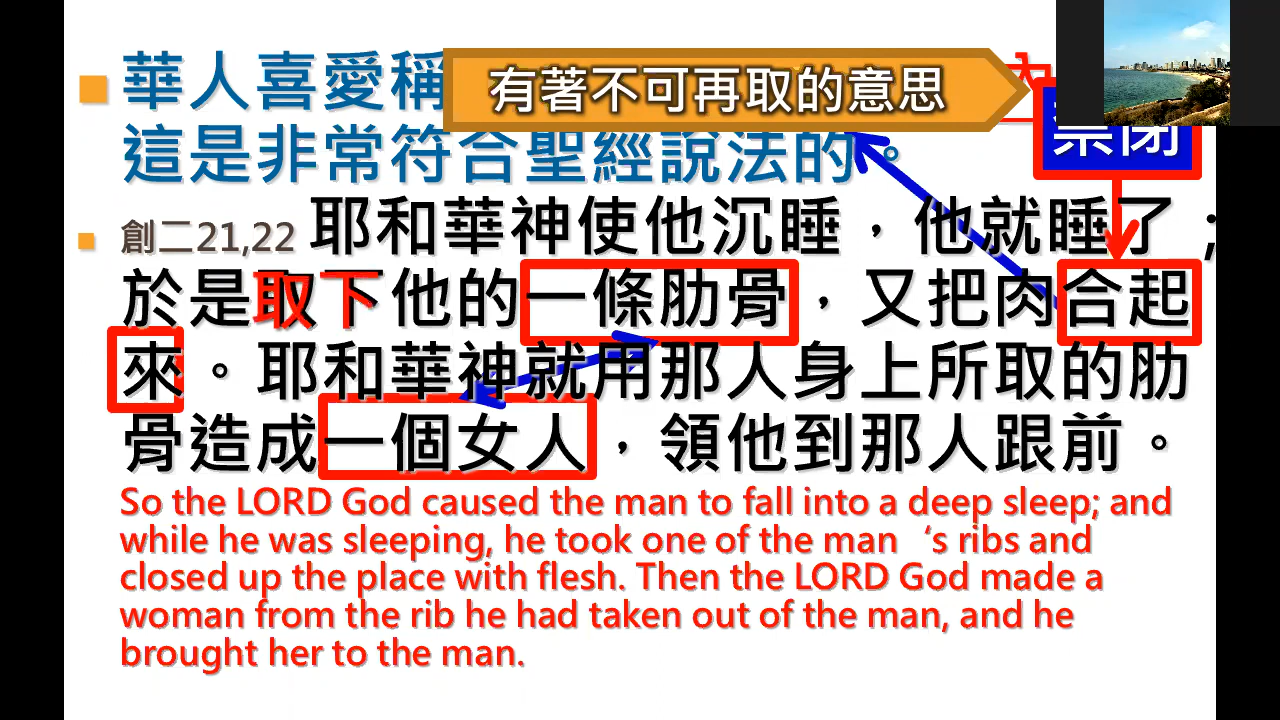 華人喜愛稱
有著不可再取的意思
內
禁閉
這是非常符合聖經說法的。
創二21,22 耶和華神使他沉睡，他就睡了；
於是取下他的一條肋骨，又把肉合起
來。耶和華神就用那人身上所取的肋
骨造成一個女人，領他到那人跟前。
So the LORD God caused the man to fall into a deep sleep; and
while he was sleeping, he took one of the man‘s ribs and
closed up the place with flesh. Then the LORD God made a
woman from the rib he had taken out of the man, and he
brought her to the man.